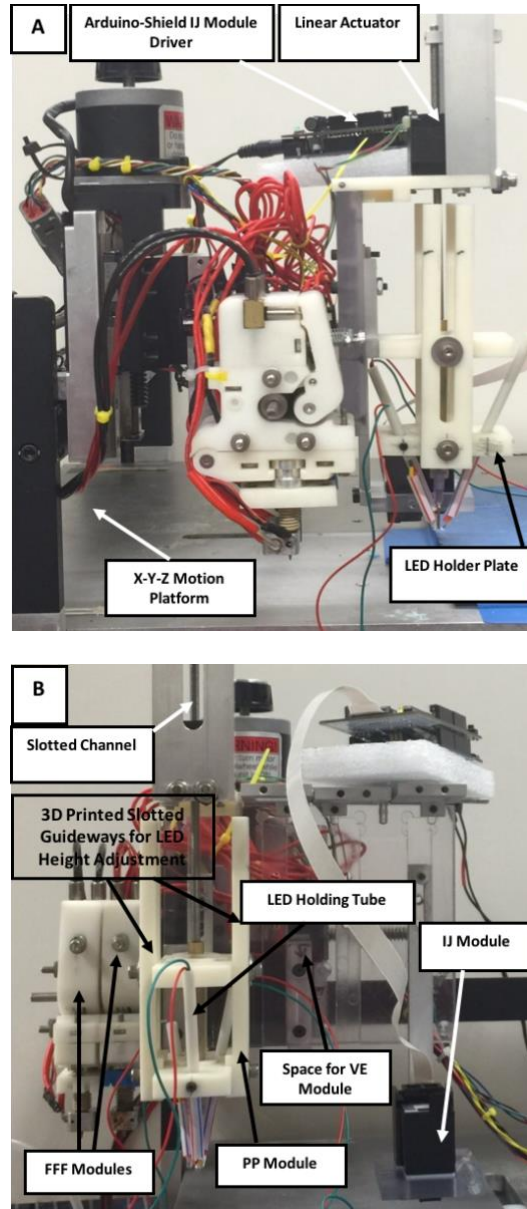 A
Arduino-Shield IJ Module
Driver
Linear Actuator
X-Y-Z Motion
Platform
LED Holder Plate
B
Slotted Channel
WARNING!
3D Printed Slotted
Guideways for LED
Height Adjustment
LED Holding Tube
IJ Module
Space for VE
Module
FFF Modules
PP Module